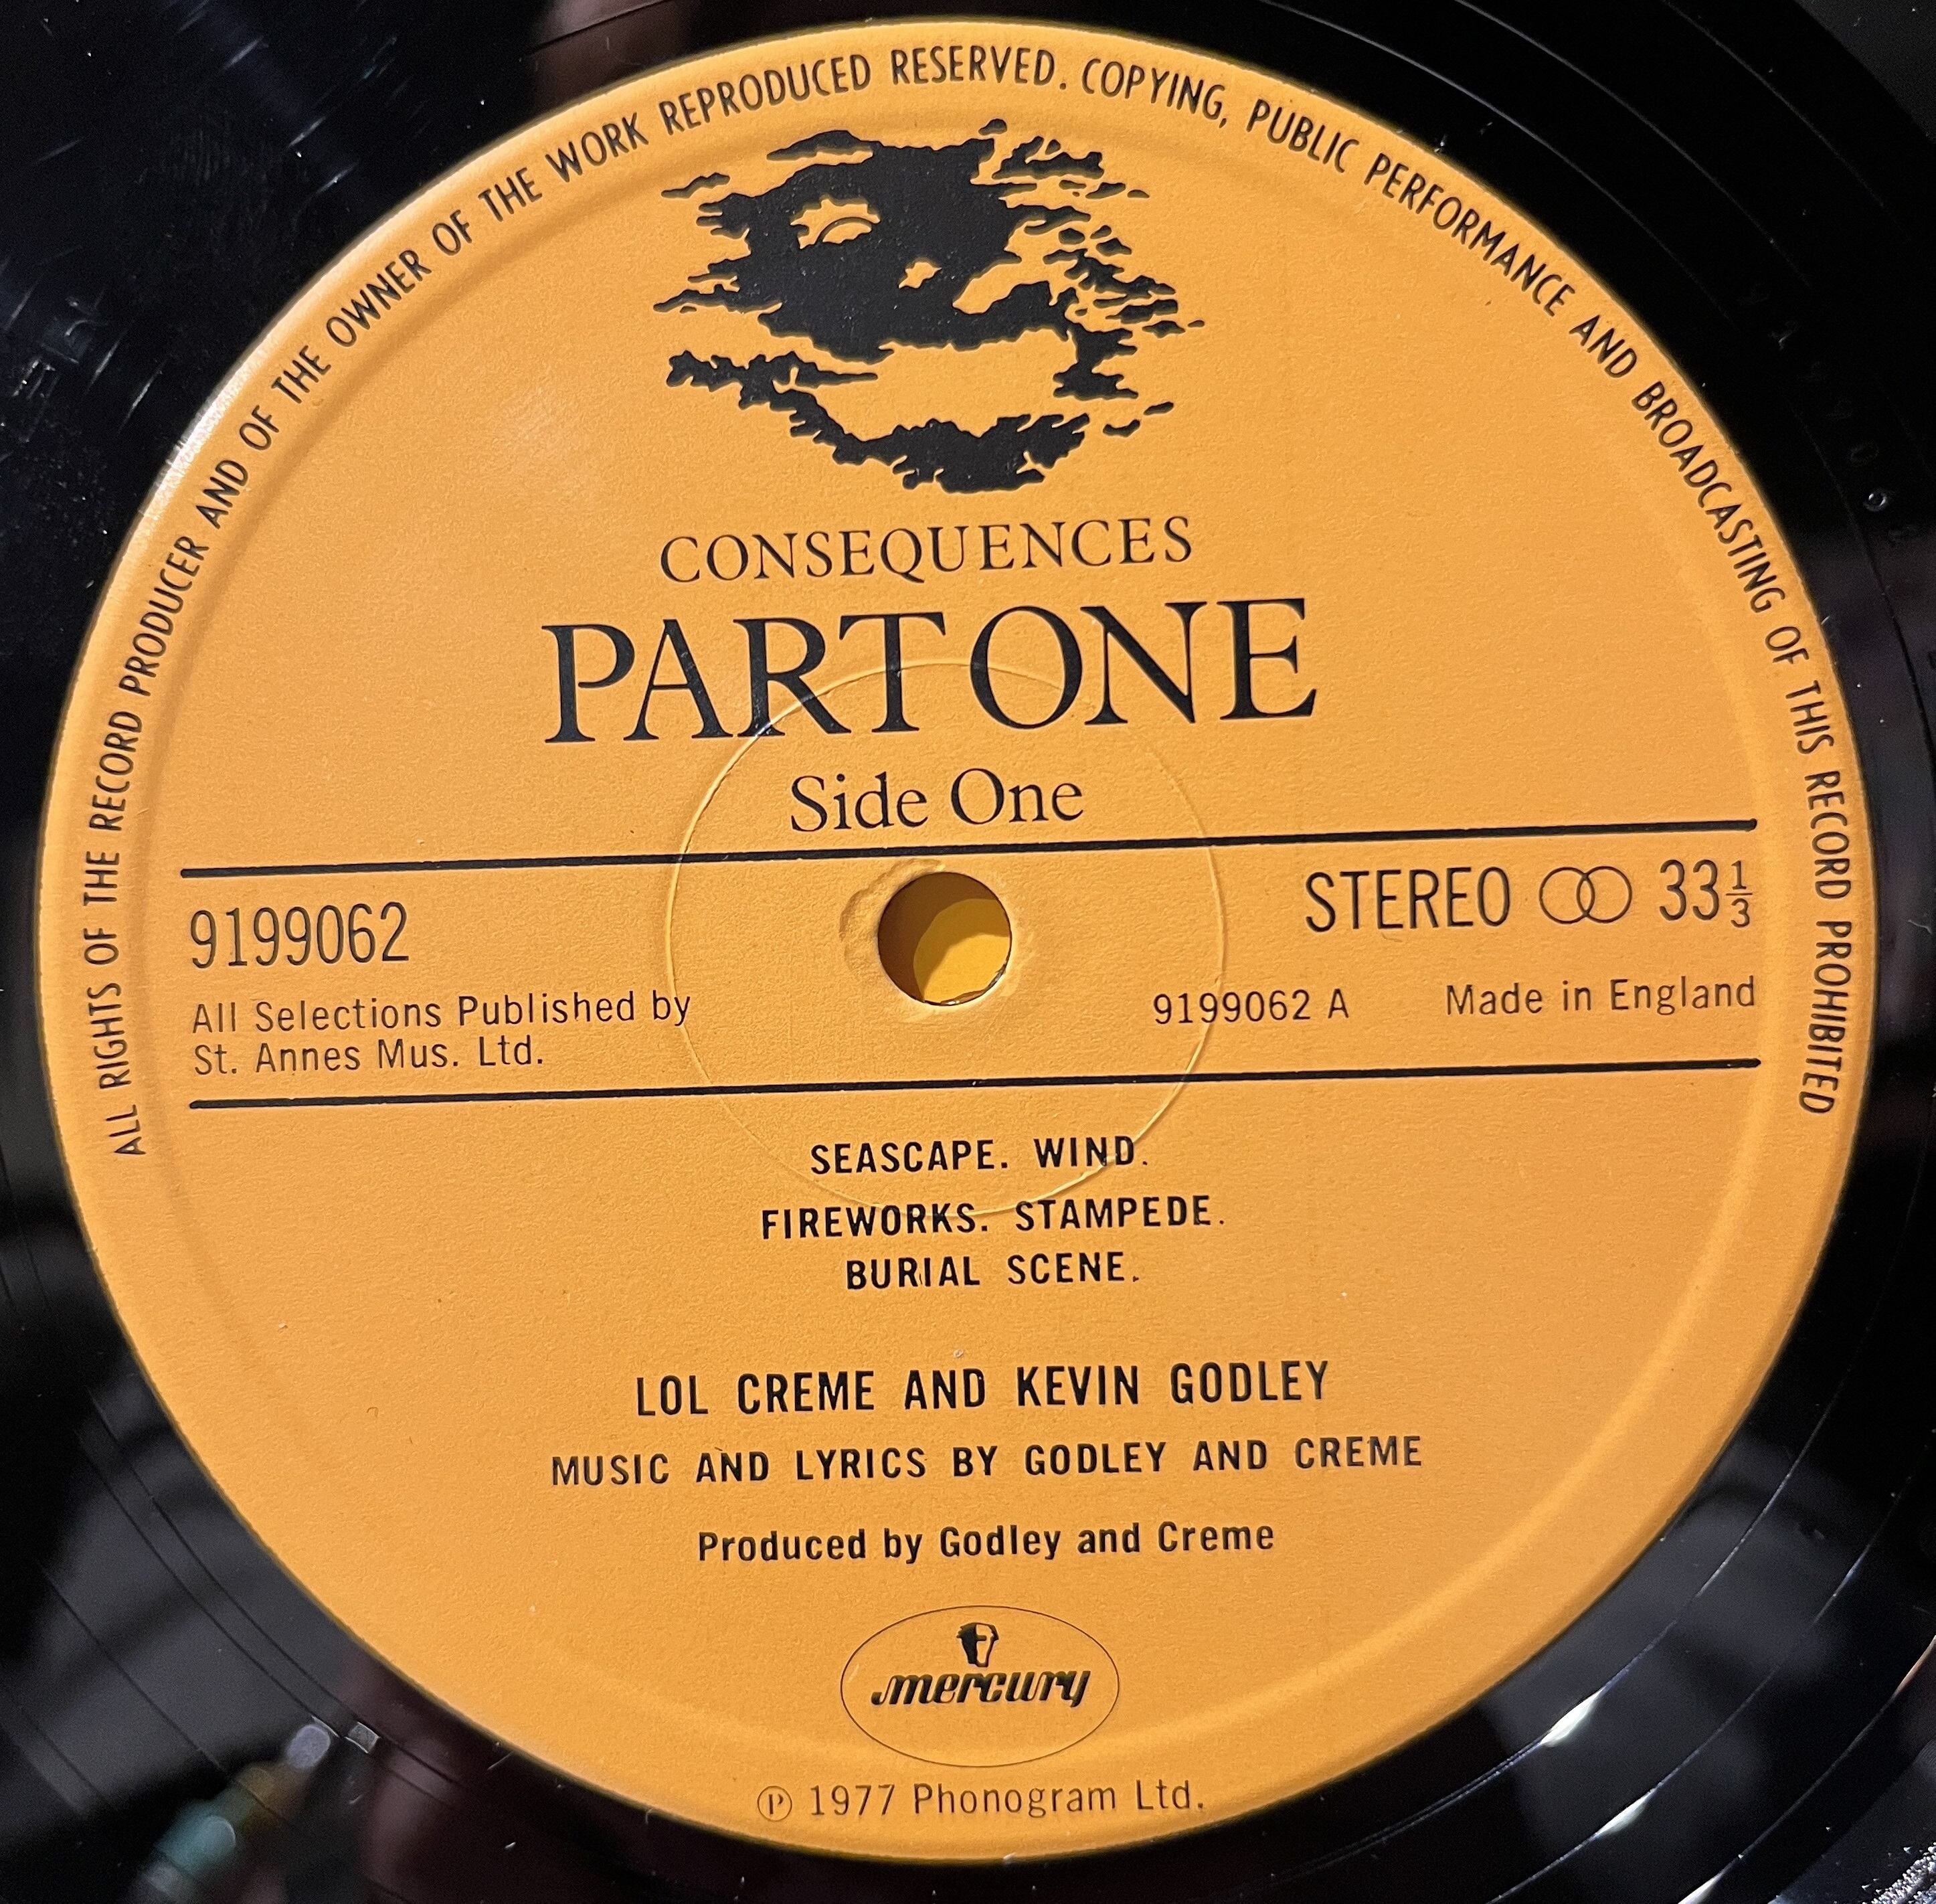 ALL RIGHTS OF THE RECORD PRODUCER AND OF THE OWNER OF THE WORK REPRODUCED RESERVED. COPYING, PUBLIC PERFORMANCE AND BROADCASTING OF THIS RECORD PROHIBITED
CONSEQUENCES
PART ONE
Side One
9199062
STEREO 33 1/3
All Selections Published by
St. Annes Mus. Ltd.
9199062 A Made in England
SEASCAPE. WIND.
FIREWORKS. STAMPEDE.
BURIAL SCENE.
LOL CREME AND KEVIN GODLEY
MUSIC AND LYRICS BY GODLEY AND CREME
Produced by Godley and Creme
mercury
℗ 1977 Phonogram Ltd.